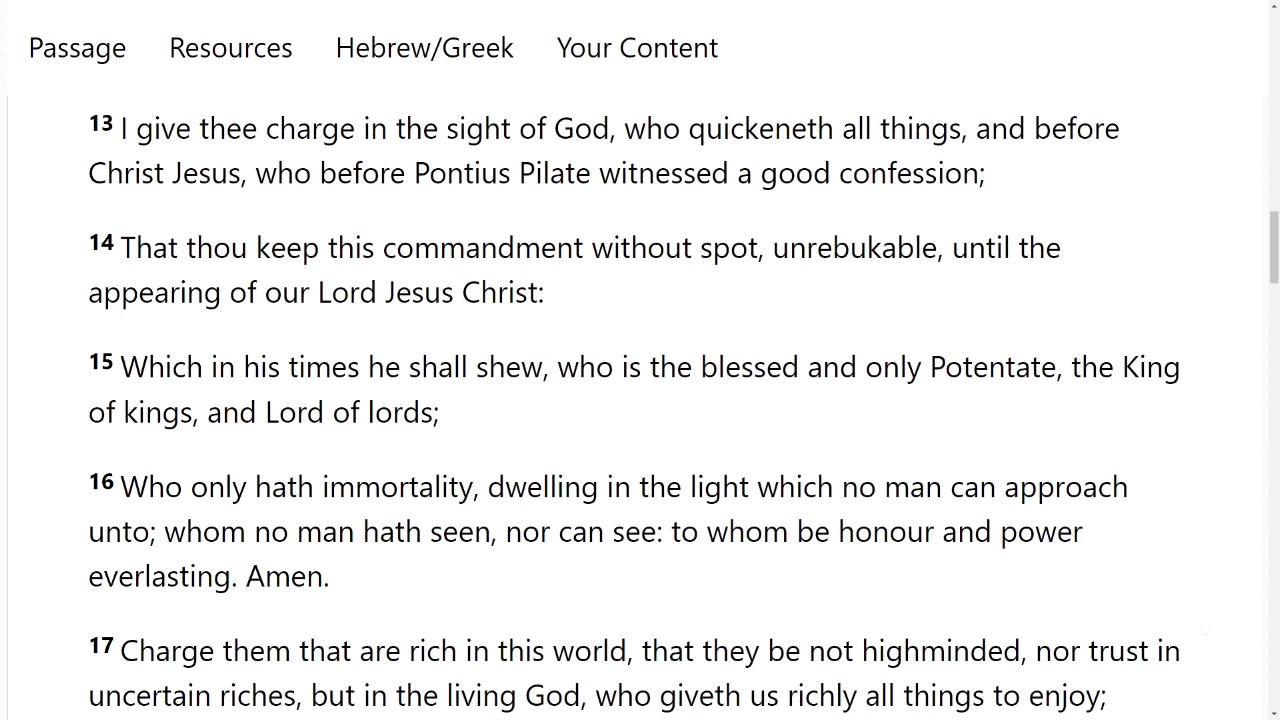 Passage Resources Hebrew/Greek Your Content
13 I give thee charge in the sight of God, who quickeneth all things, and before
Christ Jesus, who before Pontius Pilate witnessed a good confession;
14 That thou keep this commandment without spot, unrebukable, until the
appearing of our Lord Jesus Christ:
15 Which in his times he shall shew, who is the blessed and only Potentate, the King
of kings, and Lord of lords;
16 Who only hath immortality, dwelling in the light which no man can approach
unto; whom no man hath seen, nor can see: to whom be honour and power
everlasting. Amen.
17 Charge them that are rich in this world, that they be not highminded, nor trust in
uncertain riches, but in the living God, who giveth us richly all things to enjoy;